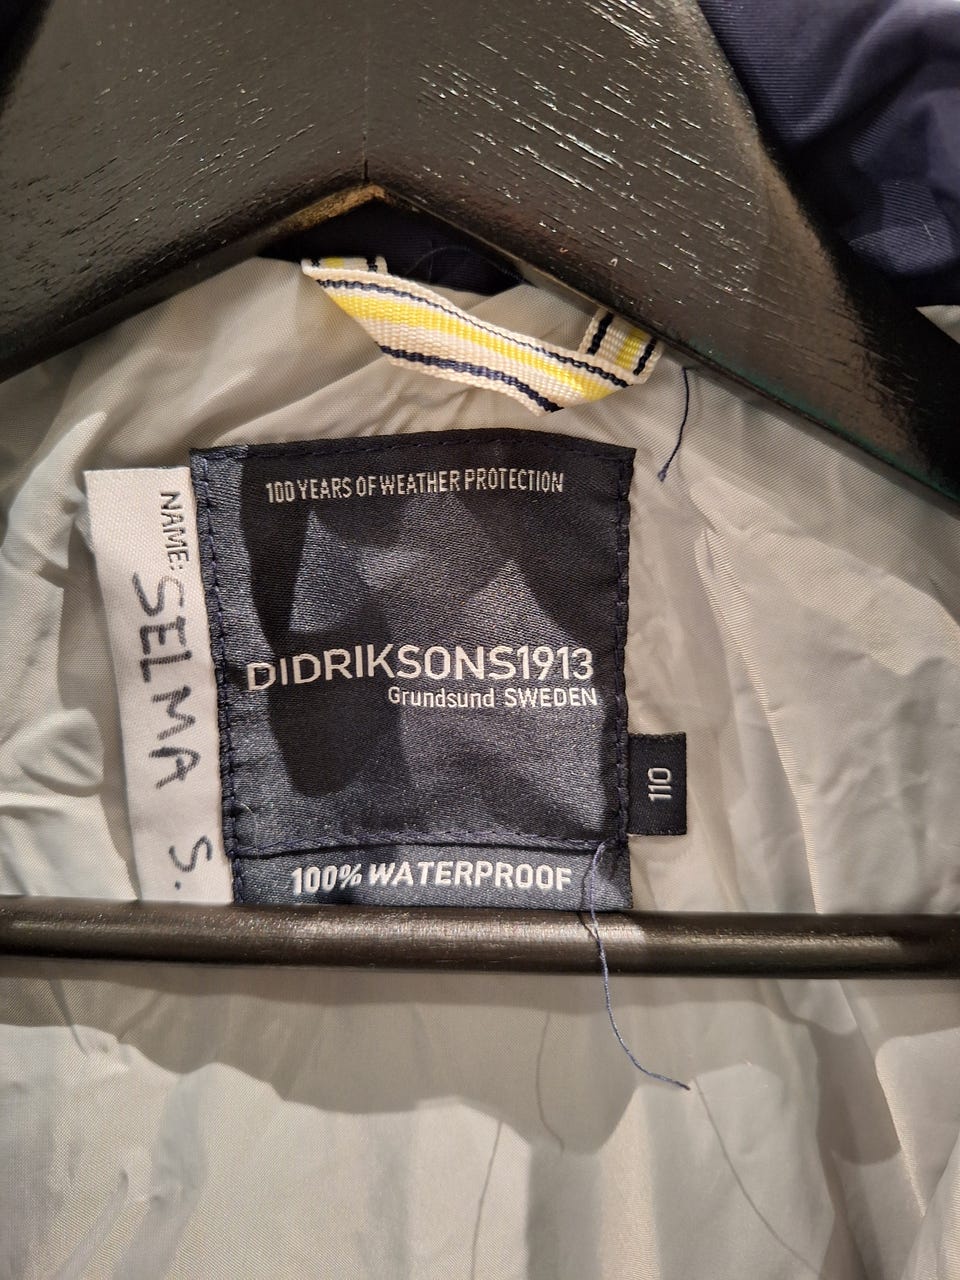 100 YEARS OF WEATHER PROTECTION
NAME: SELMA S.
DIDRIKSONS1913
Grundsund SWEDEN
110
100% WATERPROOF